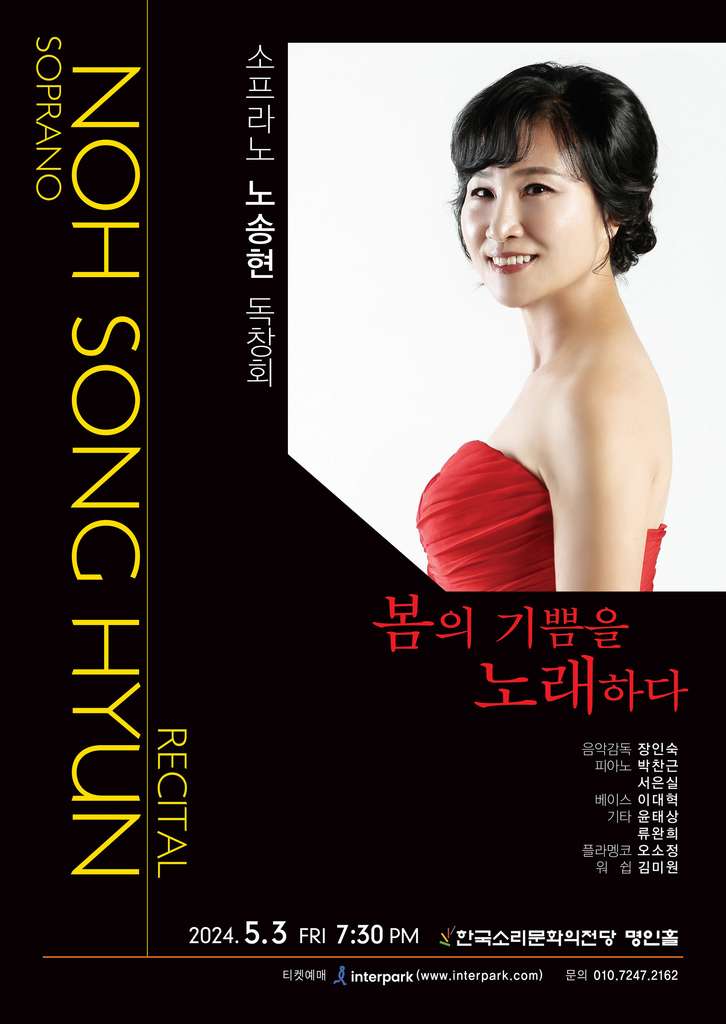 SOPRANO
NOH SONG HYUN
RECITAL
소프라노 노송현 독창회
봄의 기쁨을
노래하다
음악감독 장인숙
피아노 박찬근
서은실
베이스 이대혁
기타 윤태상
류완희
플라멩코 오소정
워 쉽 김미원
2024. 5.3 FRI 7:30 PM 한국소리문화의전당 명인홀
티켓예매 interpark (www.interpark.com) 문의 010.7247.2162